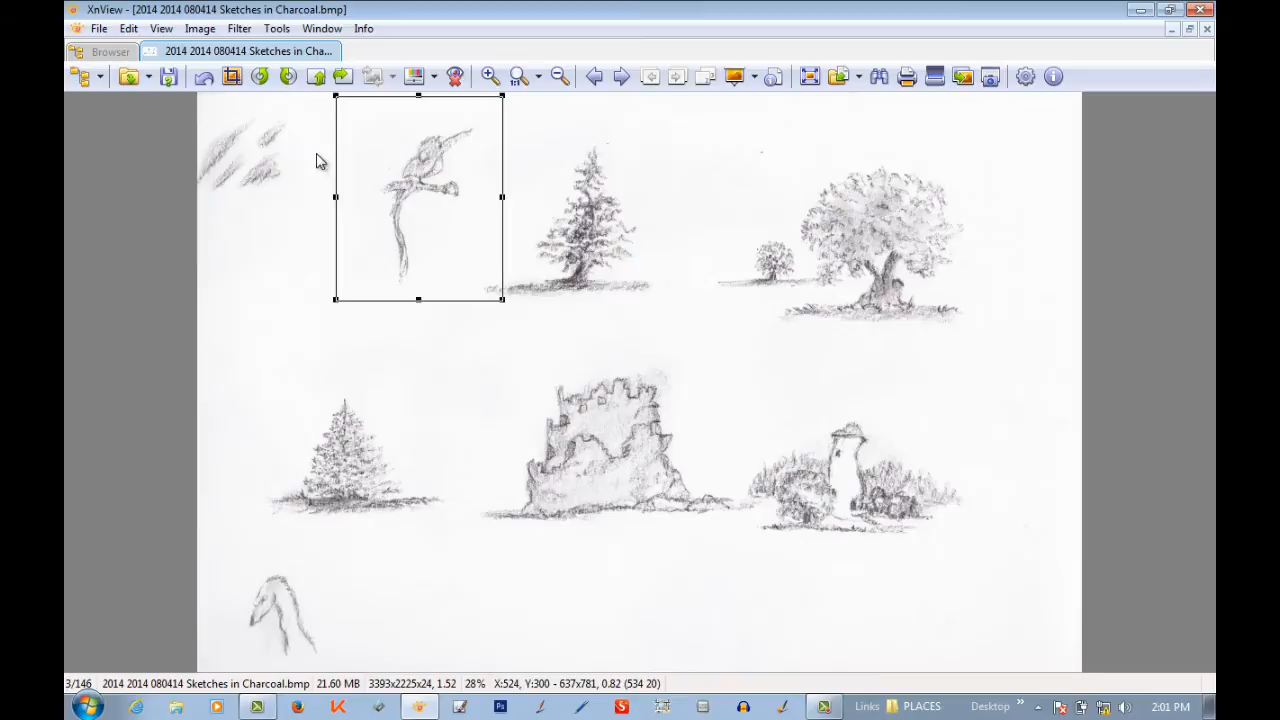 XnView - [2014 2014 080414 Sketches in Charcoal.bmp]
File Edit View Image Filter Tools Window Info
Browser 2014 2014 080414 Sketches in Cha...
1:1
3/146 2014 2014 080414 Sketches in Charcoal.bmp 21.60 MB 3393x2225x24, 1.52 28% X:524, Y:300 - 637x781, 0.82 (534 20)
Links PLACES Desktop 2:01 PM